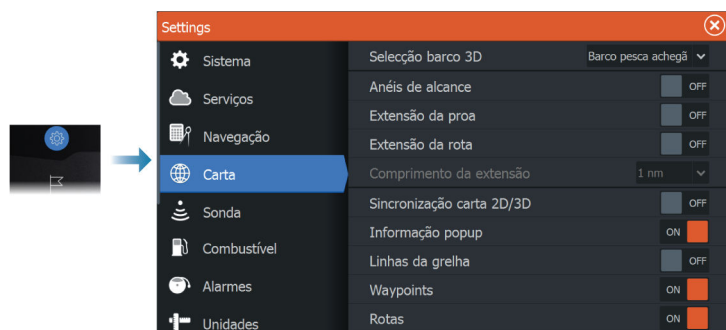 Settings
Sistema
Serviços
Navegação
Carta
Sonda
Combustível
Alarmes
Unidades
Selecção barco 3D Barco pesca achegã
Anéis de alcance OFF
Extensão da proa OFF
Extensão da rota OFF
Comprimento da extensão 1 nm
Sincronização carta 2D/3D OFF
Informação popup ON
Linhas da grelha OFF
Waypoints ON
Rotas ON